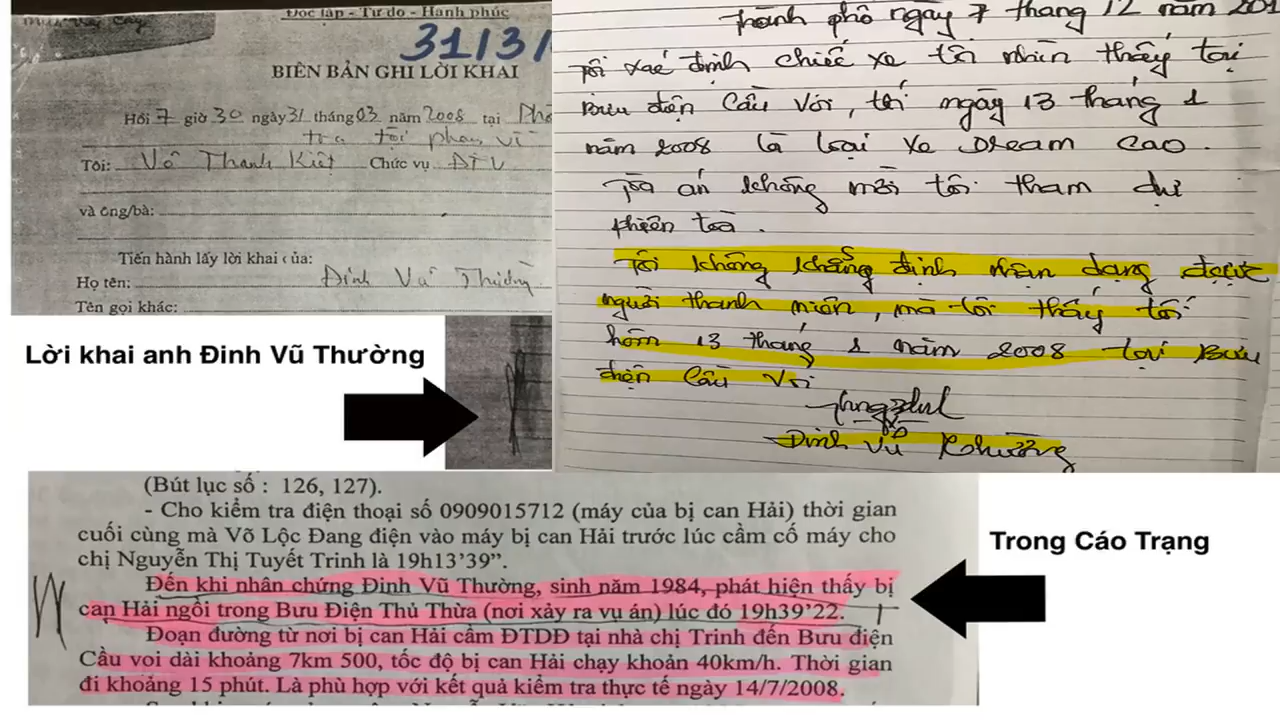 Độc lập - Tự do - Hạnh phúc
31/3/
BIÊN BẢN GHI LỜI KHAI
Hồi 7 giờ 30 ngày 31 tháng 03 năm 2008 tại
tra tội phạm về
Tôi: Võ Thanh Kiệt Chức vụ ĐTV
và ông/bà:
Tiến hành lấy lời khai của:
Họ tên: Đinh Vũ Thường
Tên gọi khác:
Thành phố ngày 7 tháng 12 năm 201
Tôi xác định chiếc xe tôi nhìn thấy tại
Bưu điện Cầu Voi, tối ngày 13 tháng 1
năm 2008 là loại xe Dream cao.
Tòa án không mời tôi tham dự
phiên toà.
Tôi không khẳng định nhận dạng được
người thanh niên, mà tôi thấy tối
hôm 13 tháng 1 năm 2008 tại Bưu
điện Cầu Voi
Đinh Vũ Thường
Lời khai anh Đinh Vũ Thường
(Bút lục số : 126, 127).
- Cho kiểm tra điện thoại số 0909015712 (máy của bị can Hải) thời gian
cuối cùng mà Võ Lộc Đang điện vào máy bị can Hải trước lúc cầm cố máy cho
chị Nguyễn Thị Tuyết Trinh là 19h13’39”.
Đến khi nhân chứng Đinh Vũ Thường, sinh năm 1984, phát hiện thấy bị
can Hải ngồi trong Bưu Điện Thủ Thừa (nơi xảy ra vụ án) lúc đó 19h39’22.
Đoạn đường từ nơi bị can Hải cầm ĐTDĐ tại nhà chị Trinh đến Bưu điện
Cầu voi dài khoảng 7km 500, tốc độ bị can Hải chạy khoản 40km/h. Thời gian
đi khoảng 15 phút. Là phù hợp với kết quả kiểm tra thực tế ngày 14/7/2008.
Trong Cáo Trạng